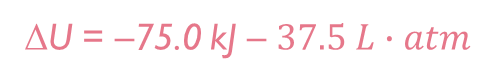 ΔU = –75.0 kJ – 37.5 L · atm